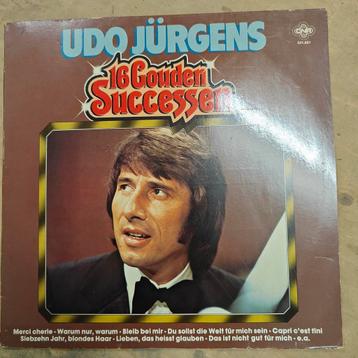 UDO JÜRGENS
CNR
16 Gouden
Successen
Merci cherie • Warum nur, warum • Bleib bei mir • Du sollst die Welt für mich sein • Capri c'est fini
Siebzehn Jahr, blondes Haar • Lieben, das heisst glauben • Das ist nicht gut für mich • e.a.